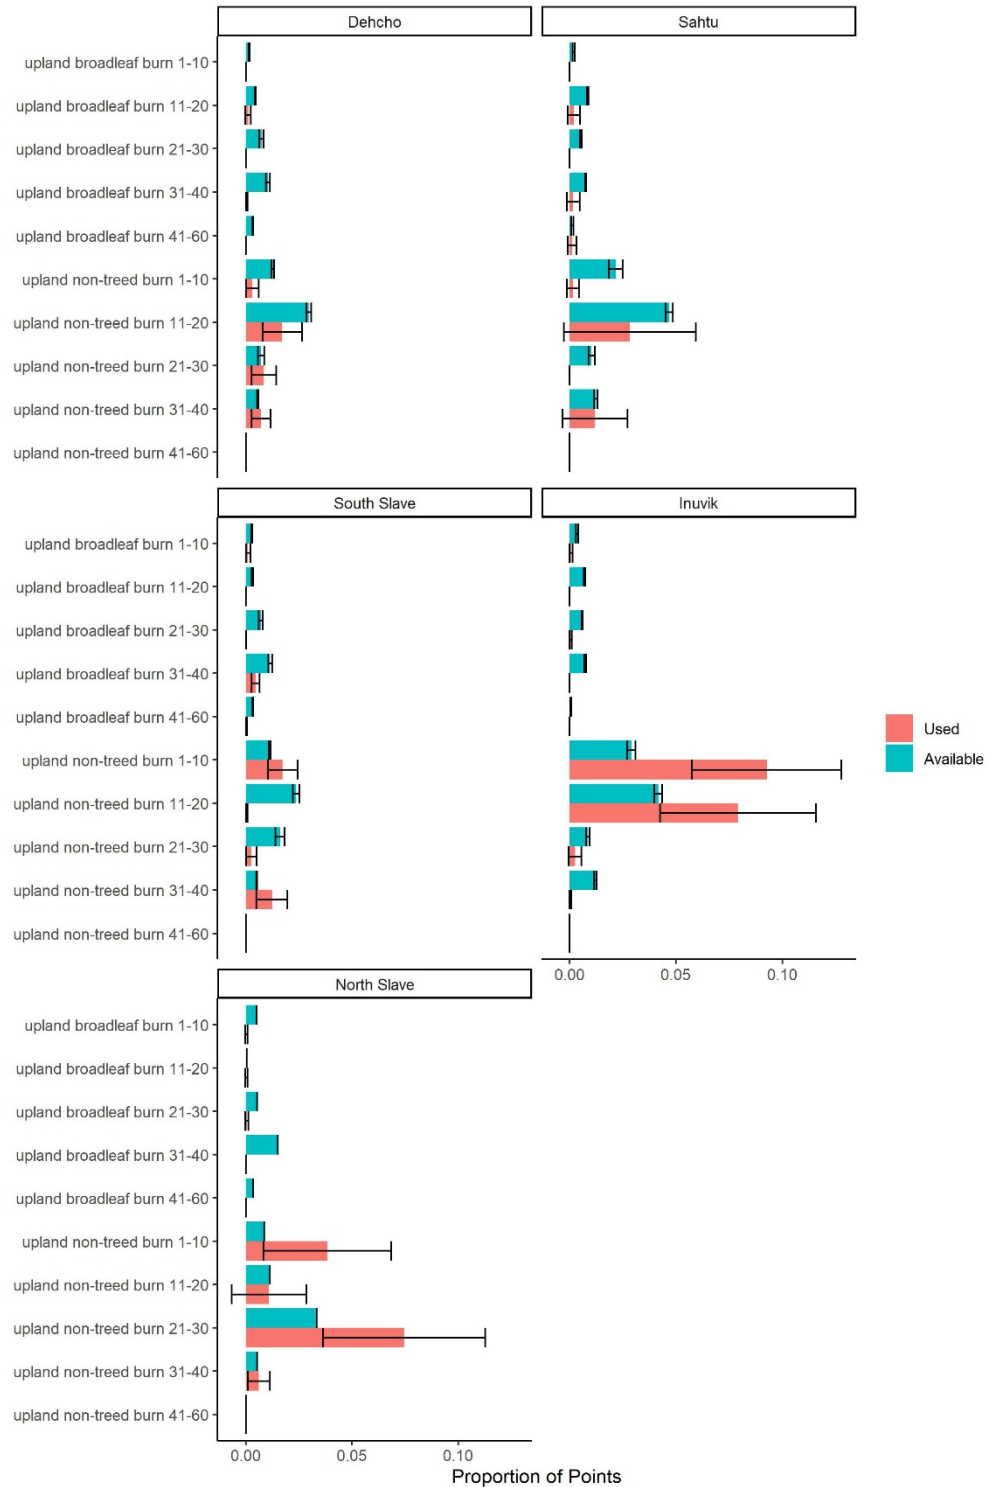 Dehcho
Sahtu
upland broadleaf burn 1-10
upland broadleaf burn 11-20
upland broadleaf burn 21-30
upland broadleaf burn 31-40
upland broadleaf burn 41-60
upland non-treed burn 1-10
upland non-treed burn 11-20
upland non-treed burn 21-30
upland non-treed burn 31-40
upland non-treed burn 41-60
South Slave
Inuvik
upland broadleaf burn 1-10
upland broadleaf burn 11-20
upland broadleaf burn 21-30
upland broadleaf burn 31-40
upland broadleaf burn 41-60
upland non-treed burn 1-10
upland non-treed burn 11-20
upland non-treed burn 21-30
upland non-treed burn 31-40
upland non-treed burn 41-60
Used
Available
0.00 0.05 0.10
North Slave
upland broadleaf burn 1-10
upland broadleaf burn 11-20
upland broadleaf burn 21-30
upland broadleaf burn 31-40
upland broadleaf burn 41-60
upland non-treed burn 1-10
upland non-treed burn 11-20
upland non-treed burn 21-30
upland non-treed burn 31-40
upland non-treed burn 41-60
0.00 0.05 0.10
Proportion of Points